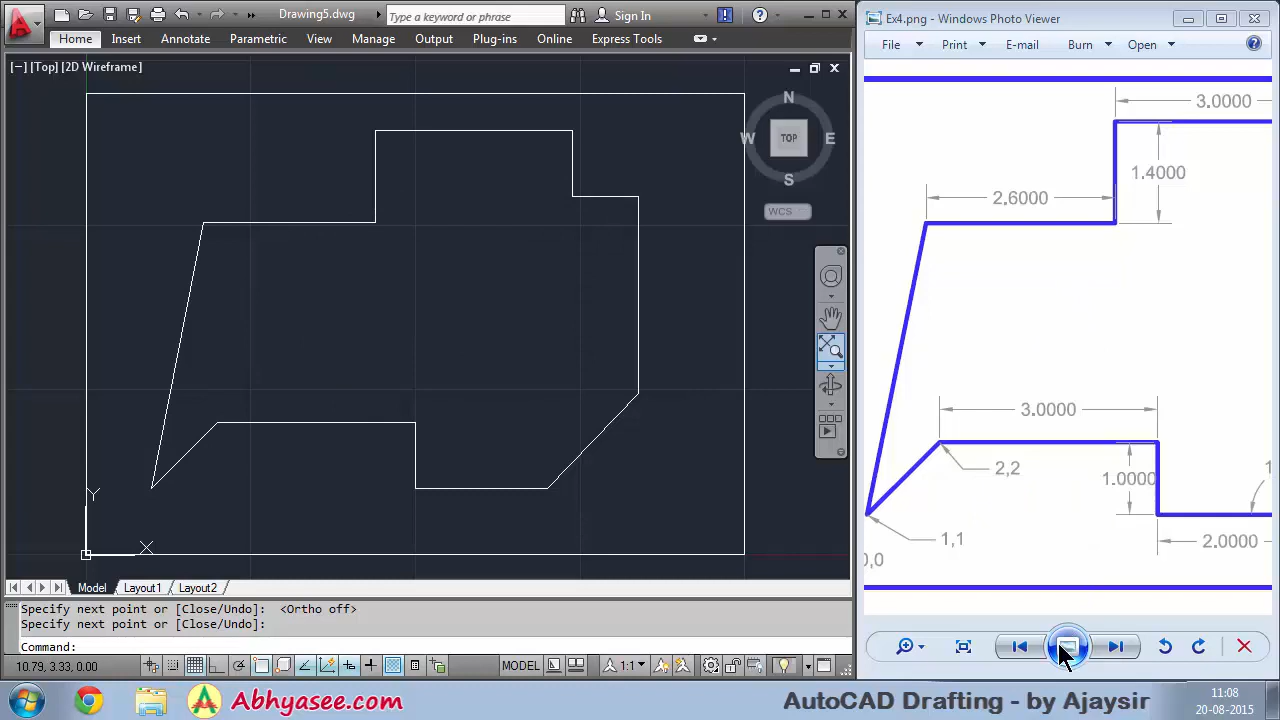 Drawing5.dwg
Type a keyword or phrase
Sign In
Home Insert Annotate Parametric View Manage Output Plug-ins Online Express Tools
[−] [Top] [2D Wireframe]
N
W TOP E
S
WCS
Y
X
Model Layout1 Layout2
Specify next point or [Close/Undo]: <Ortho off>
Specify next point or [Close/Undo]:
Command:
10.79, 3.33, 0.00
MODEL
1:1
Ex4.png - Windows Photo Viewer
File Print E-mail Burn Open
3.0000
1.4000
2.6000
3.0000
2,2
1.0000
1,1
2.0000
Abhyasee.com
AutoCAD Drafting - by Ajaysir
11:08
20-08-2015